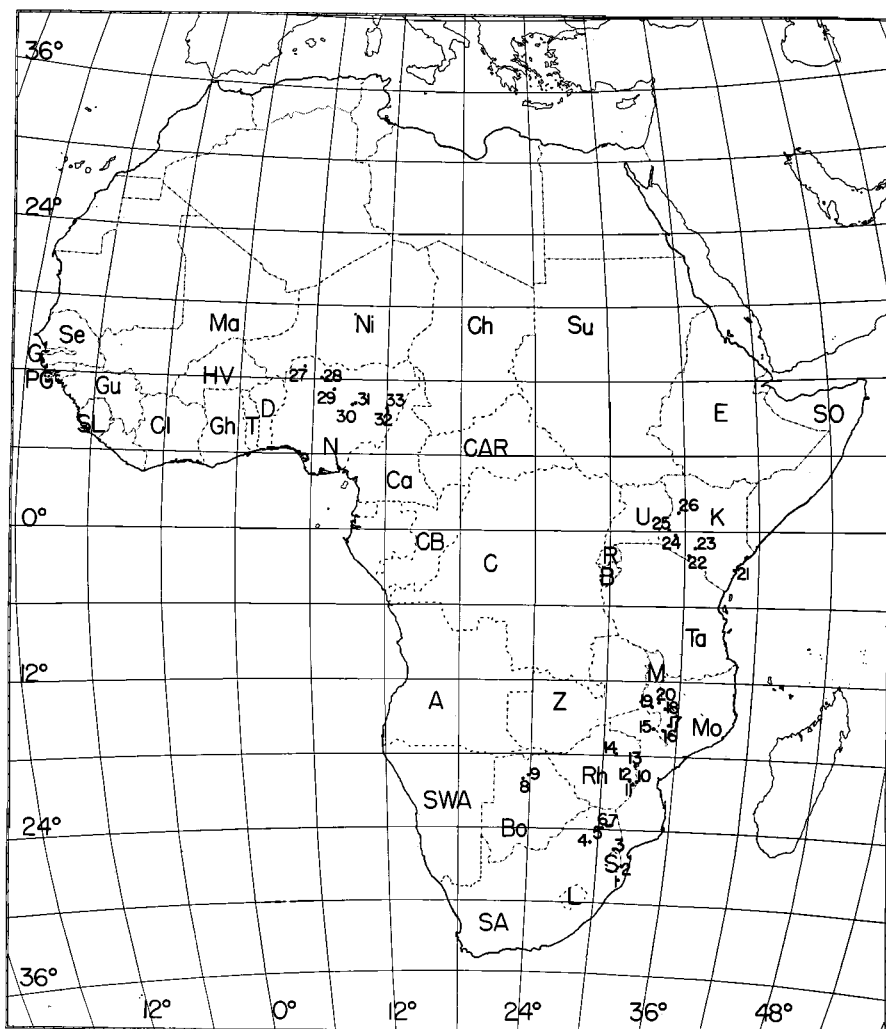 36°
24°
Ma Ni Ch Su
Se
G
PG Gu HV 27 28
29 31 33
30 32
SL CI Gh T D
N CAR E SO
Ca
26
U K
25
0°
24 23
CB R 22 21
C B
Ta
12°
M
A Z 19 20
18
15 17
16 Mo
14
13
9 Rh 12 10
8 11
SWA
24° Bo 67
5
4 3
S 2
1
L
SA
36°
12° 0° 12° 24° 36° 48°